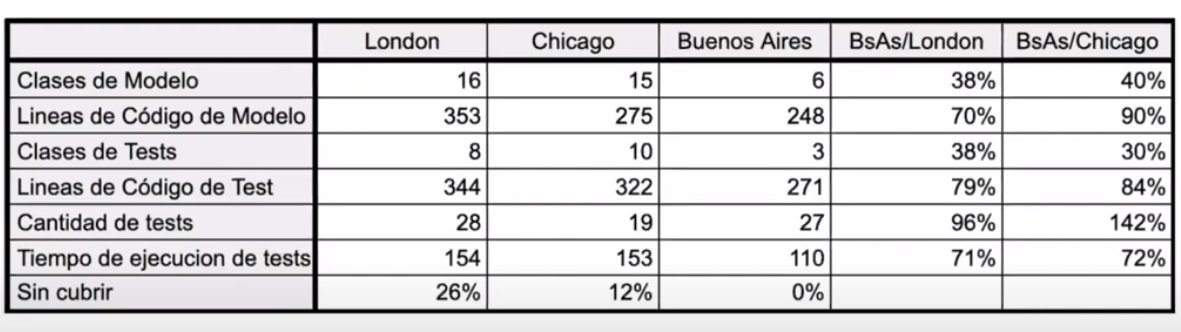 London Chicago Buenos Aires BsAs/London BsAs/Chicago
Clases de Modelo 16 15 6 38% 40%
Lineas de Código de Modelo 353 275 248 70% 90%
Clases de Tests 8 10 3 38% 30%
Lineas de Código de Test 344 322 271 79% 84%
Cantidad de tests 28 19 27 96% 142%
Tiempo de ejecucion de tests 154 153 110 71% 72%
Sin cubrir 26% 12% 0%